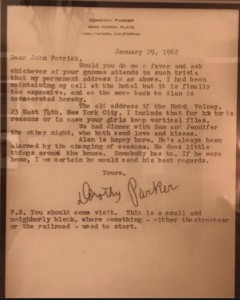 DOROTHY PARKER
January 29, 1962
Dear John Fetrich,
Would you do me a favor and ask
whichever of your gnomes attends to such trivia
that my permanent address is as above. I had been
maintaining my cell at the hotel but it is finally
too expensive, and so the move back to Alan is
consecrated hereby.
The old address is the Hotel Volney,
23 East 74th, New York City. I include that for
reasons or in case your girls keep vertical files.
We had dinner with Sam and Jennifer
the other night, who both send love and kisses.
Alan is happy here. He's always been
alarmed by the changing of seasons. He does little
things around the house. Somebody has to. If he were
here, I am certain he would send his best regards.
Yours,
Dorothy Parker
P.S. You should come visit. This is a small and
neighborly block, where something - either the streetcar
or the railroad - used to start.